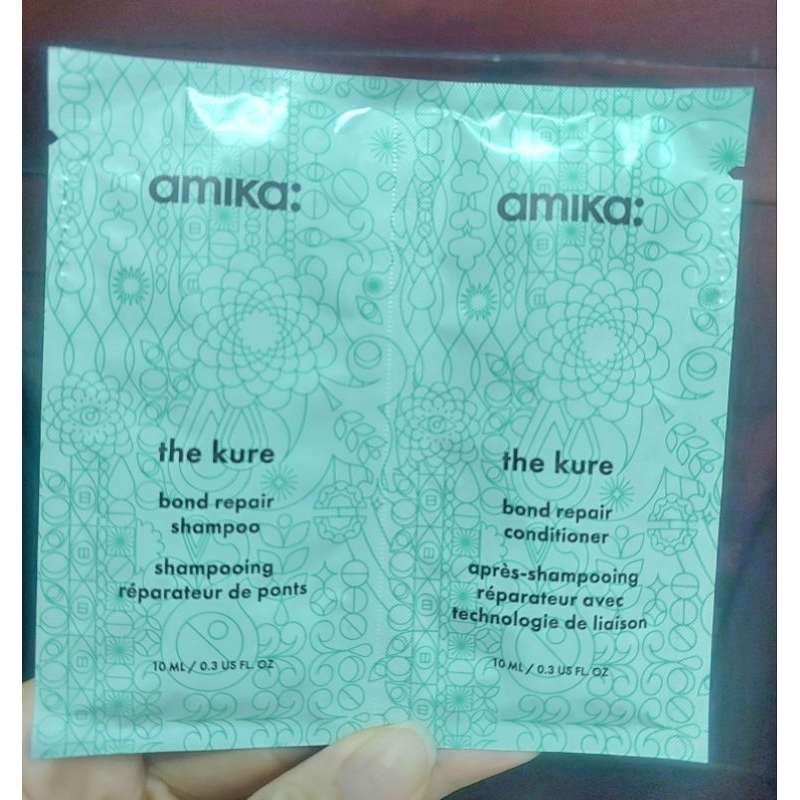 amika:
the kure
bond repair
shampoo
shampooing
réparateur de ponts
10 ML / 0.3 US FL. OZ
amika:
the kure
bond repair
conditioner
après-shampooing
réparateur avec
technologie de liaison
10 ML / 0.3 US FL. OZ